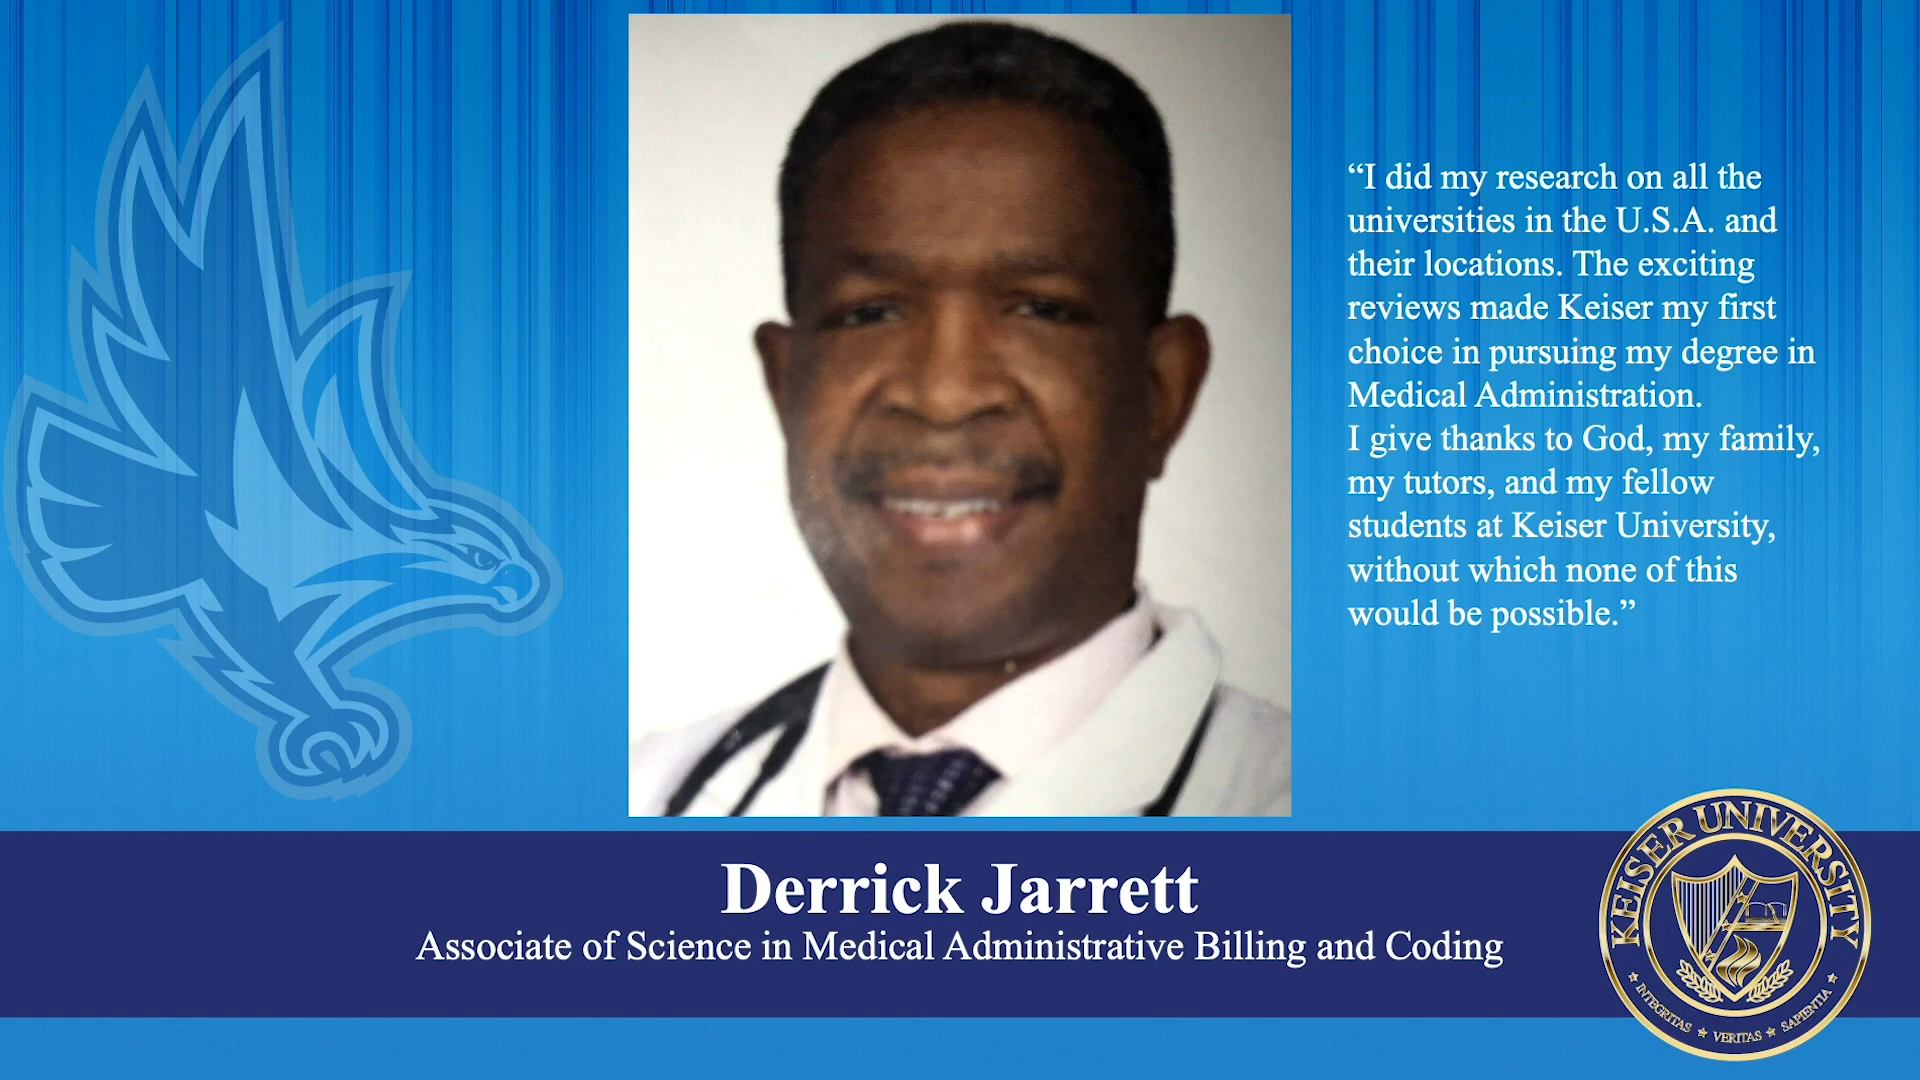 “I did my research on all the
universities in the U.S.A. and
their locations. The exciting
reviews made Keiser my first
choice in pursuing my degree in
Medical Administration.
I give thanks to God, my family,
my tutors, and my fellow
students at Keiser University,
without which none of this
would be possible.”
Derrick Jarrett
Associate of Science in Medical Administrative Billing and Coding
KEISER UNIVERSITY
INTEGRITAS ★ VERITAS ★ SAPIENTIA